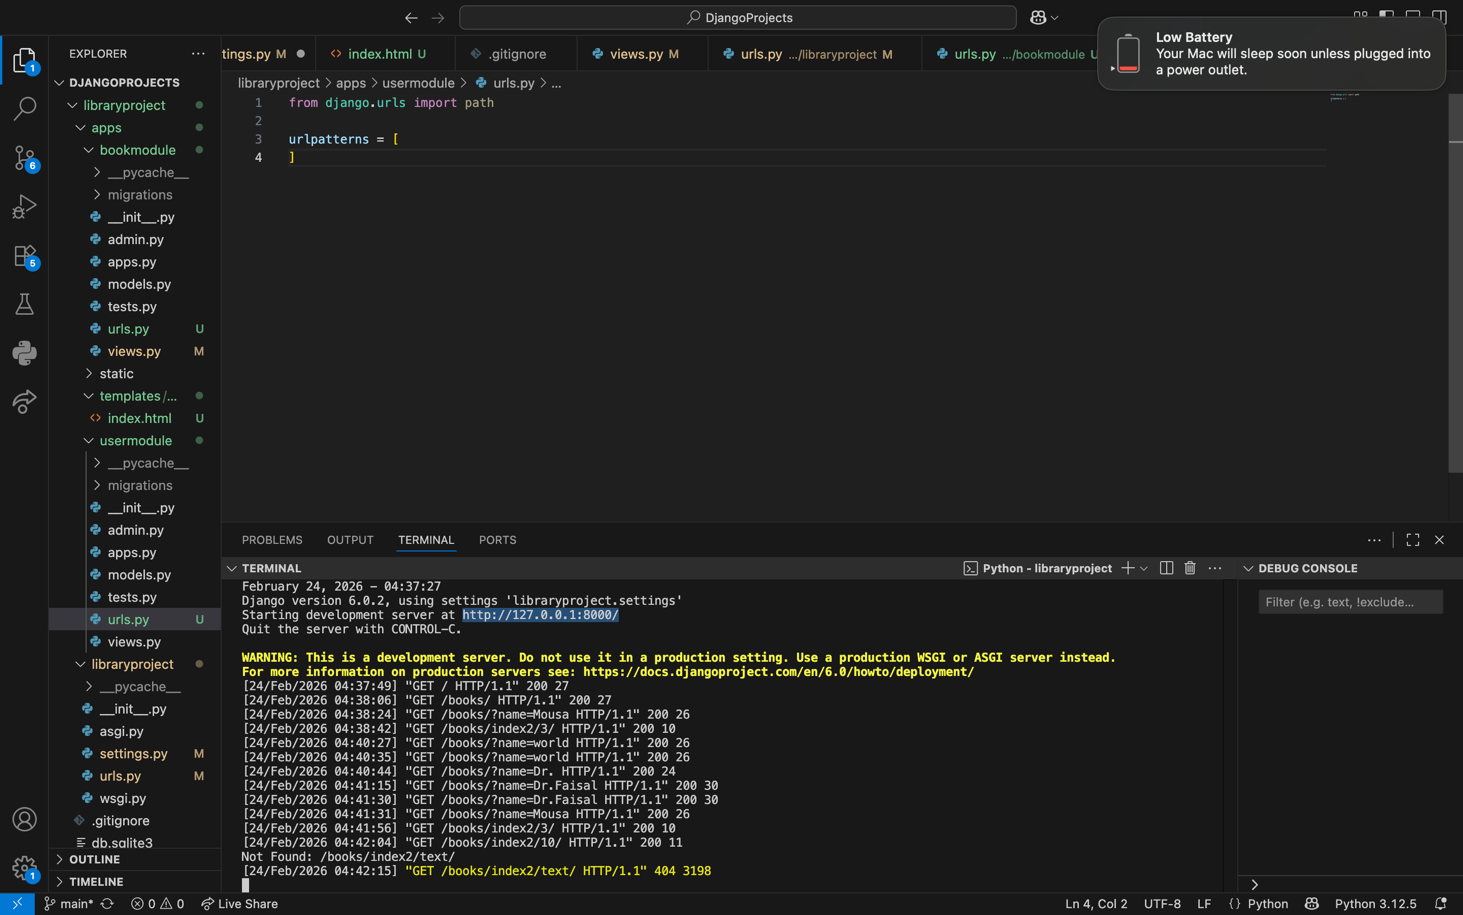 DjangoProjects
Low Battery
Your Mac will sleep soon unless plugged into
a power outlet.
EXPLORER
tings.py M
index.html U
.gitignore
views.py M
urls.py .../libraryproject M
urls.py .../bookmodule U
DJANGOPROJECTS
libraryproject
apps
bookmodule
__pycache__
migrations
__init__.py
admin.py
apps.py
models.py
tests.py
urls.py U
views.py M
static
templates/...
index.html U
usermodule
__pycache__
migrations
__init__.py
admin.py
apps.py
models.py
tests.py
urls.py U
views.py
libraryproject
__pycache__
__init__.py
asgi.py
settings.py M
urls.py M
wsgi.py
.gitignore
db.sqlite3
OUTLINE
TIMELINE
1
6
5
1
libraryproject > apps > usermodule > urls.py > ...
1 from django.urls import path
2
3 urlpatterns = [
4 ]
PROBLEMS OUTPUT TERMINAL PORTS
TERMINAL
Python - libraryproject
DEBUG CONSOLE
Filter (e.g. text, !exclude...
February 24, 2026 - 04:37:27
Django version 6.0.2, using settings 'libraryproject.settings'
Starting development server at http://127.0.0.1:8000/
Quit the server with CONTROL-C.
WARNING: This is a development server. Do not use it in a production setting. Use a production WSGI or ASGI server instead.
For more information on production servers see: https://docs.djangoproject.com/en/6.0/howto/deployment/
[24/Feb/2026 04:37:49] "GET / HTTP/1.1" 200 27
[24/Feb/2026 04:38:06] "GET /books/ HTTP/1.1" 200 27
[24/Feb/2026 04:38:24] "GET /books/?name=Mousa HTTP/1.1" 200 26
[24/Feb/2026 04:38:42] "GET /books/index2/3/ HTTP/1.1" 200 10
[24/Feb/2026 04:40:27] "GET /books/?name=world HTTP/1.1" 200 26
[24/Feb/2026 04:40:35] "GET /books/?name=world HTTP/1.1" 200 26
[24/Feb/2026 04:40:44] "GET /books/?name=Dr. HTTP/1.1" 200 24
[24/Feb/2026 04:41:15] "GET /books/?name=Dr.Faisal HTTP/1.1" 200 30
[24/Feb/2026 04:41:30] "GET /books/?name=Dr.Faisal HTTP/1.1" 200 30
[24/Feb/2026 04:41:31] "GET /books/?name=Mousa HTTP/1.1" 200 26
[24/Feb/2026 04:41:56] "GET /books/index2/3/ HTTP/1.1" 200 10
[24/Feb/2026 04:42:04] "GET /books/index2/10/ HTTP/1.1" 200 11
Not Found: /books/index2/text/
[24/Feb/2026 04:42:15] "GET /books/index2/text/ HTTP/1.1" 404 3198
main* 0 0 Live Share
Ln 4, Col 2 UTF-8 LF {} Python Python 3.12.5